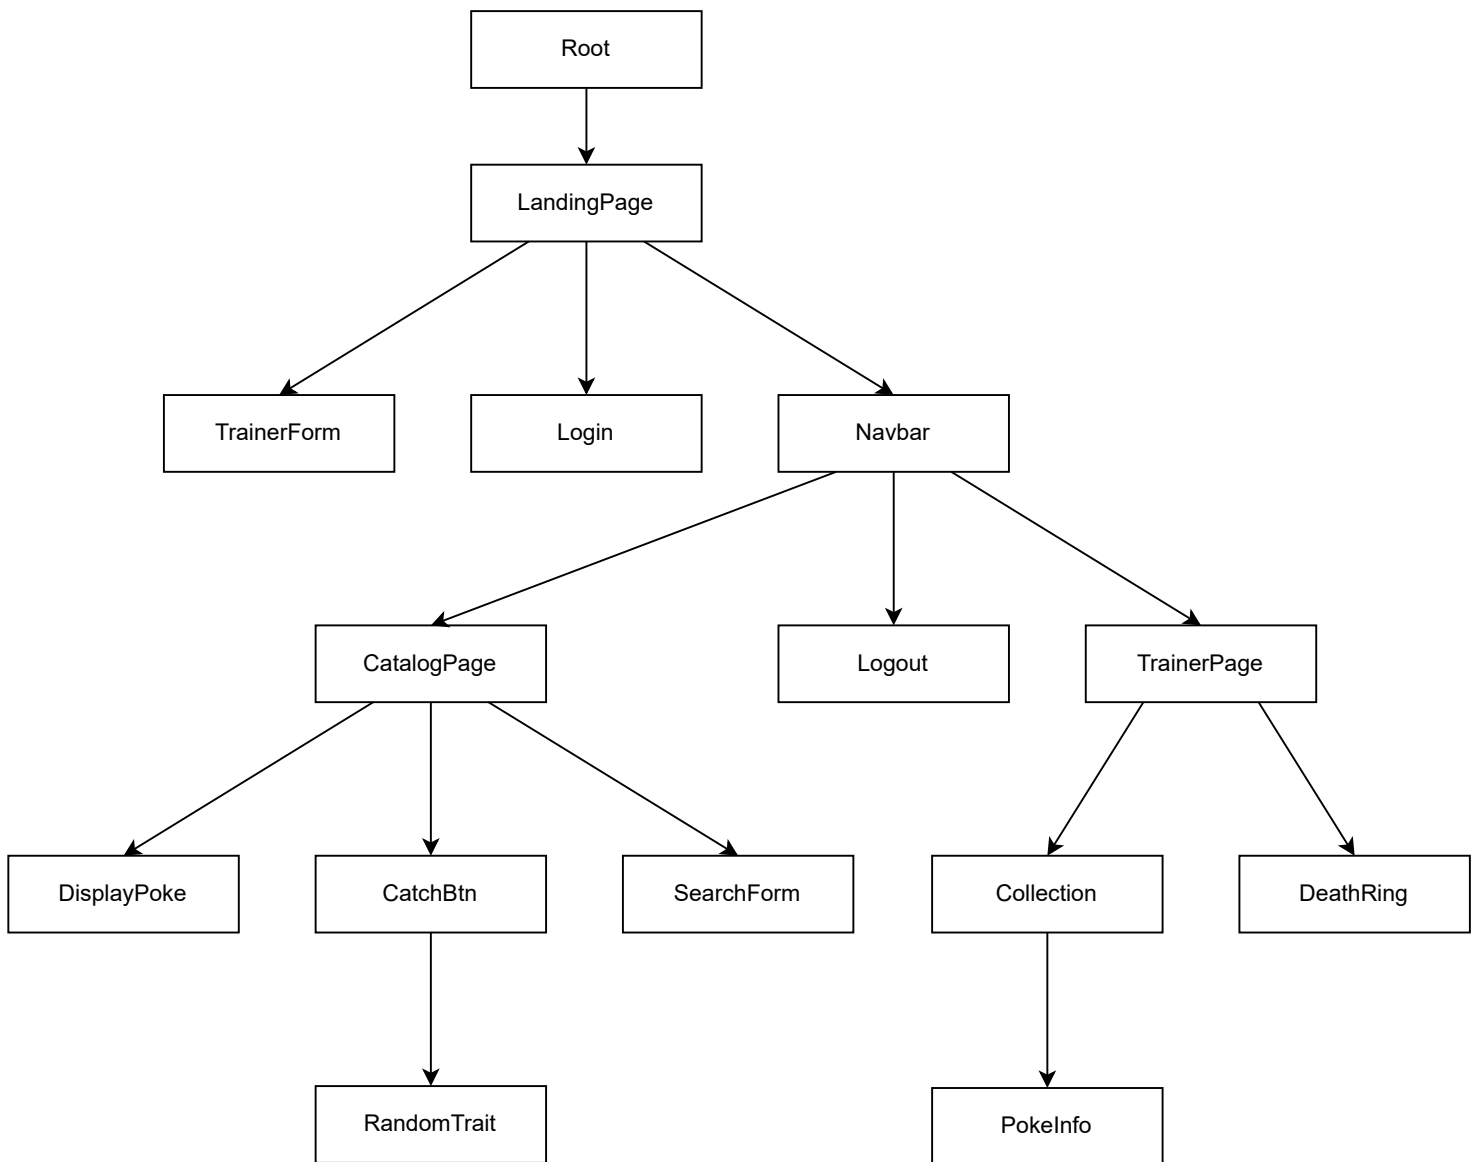 Root
LandingPage
TrainerForm
Login
Navbar
CatalogPage
Logout
TrainerPage
DisplayPoke
CatchBtn
SearchForm
Collection
DeathRing
RandomTrait
PokeInfo